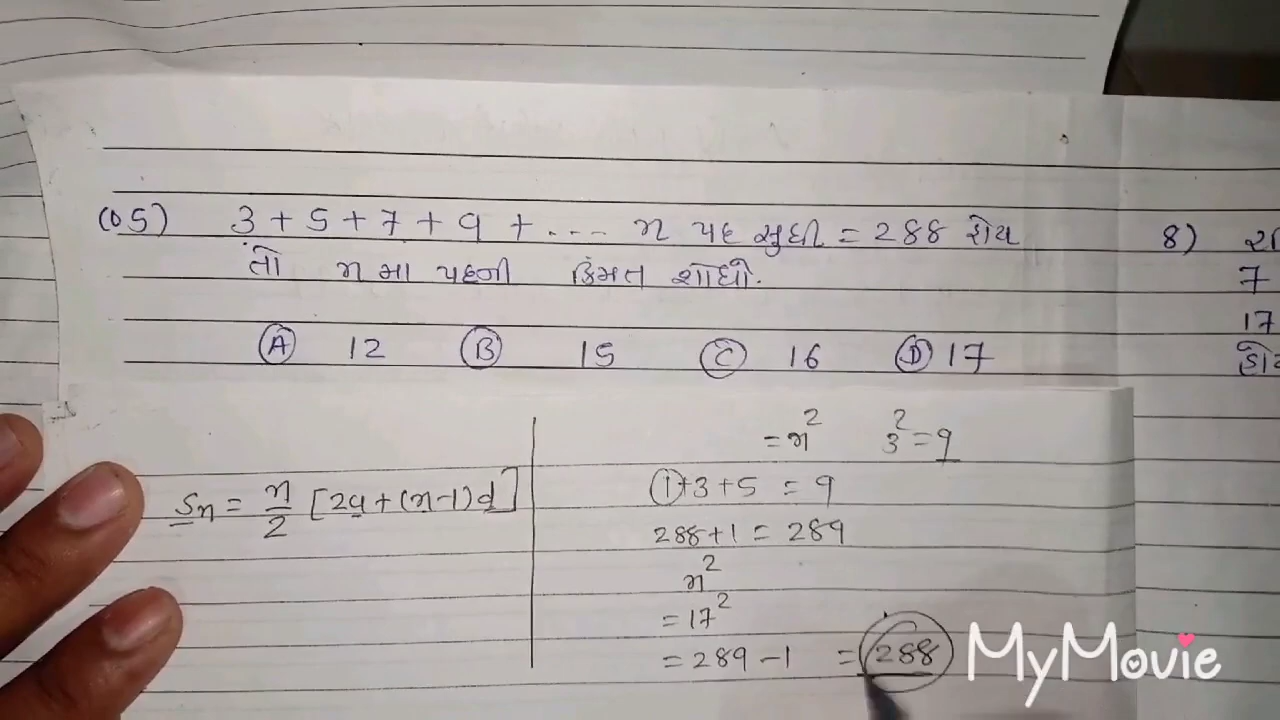 (05) 3 + 5 + 7 + 9 + ... n પદ સુધી = 288 હોય
તો n મા પદની કિંમત શોધો.
(A) 12 (B) 15 (C) 16 (D) 17
8)
7
17
Sn = n/2 [2a + (n-1)d]
= n² 3² = 9
1+3+5 = 9
288+1 = 289
n²
= 17²
= 289 - 1 = 288
MyMovie